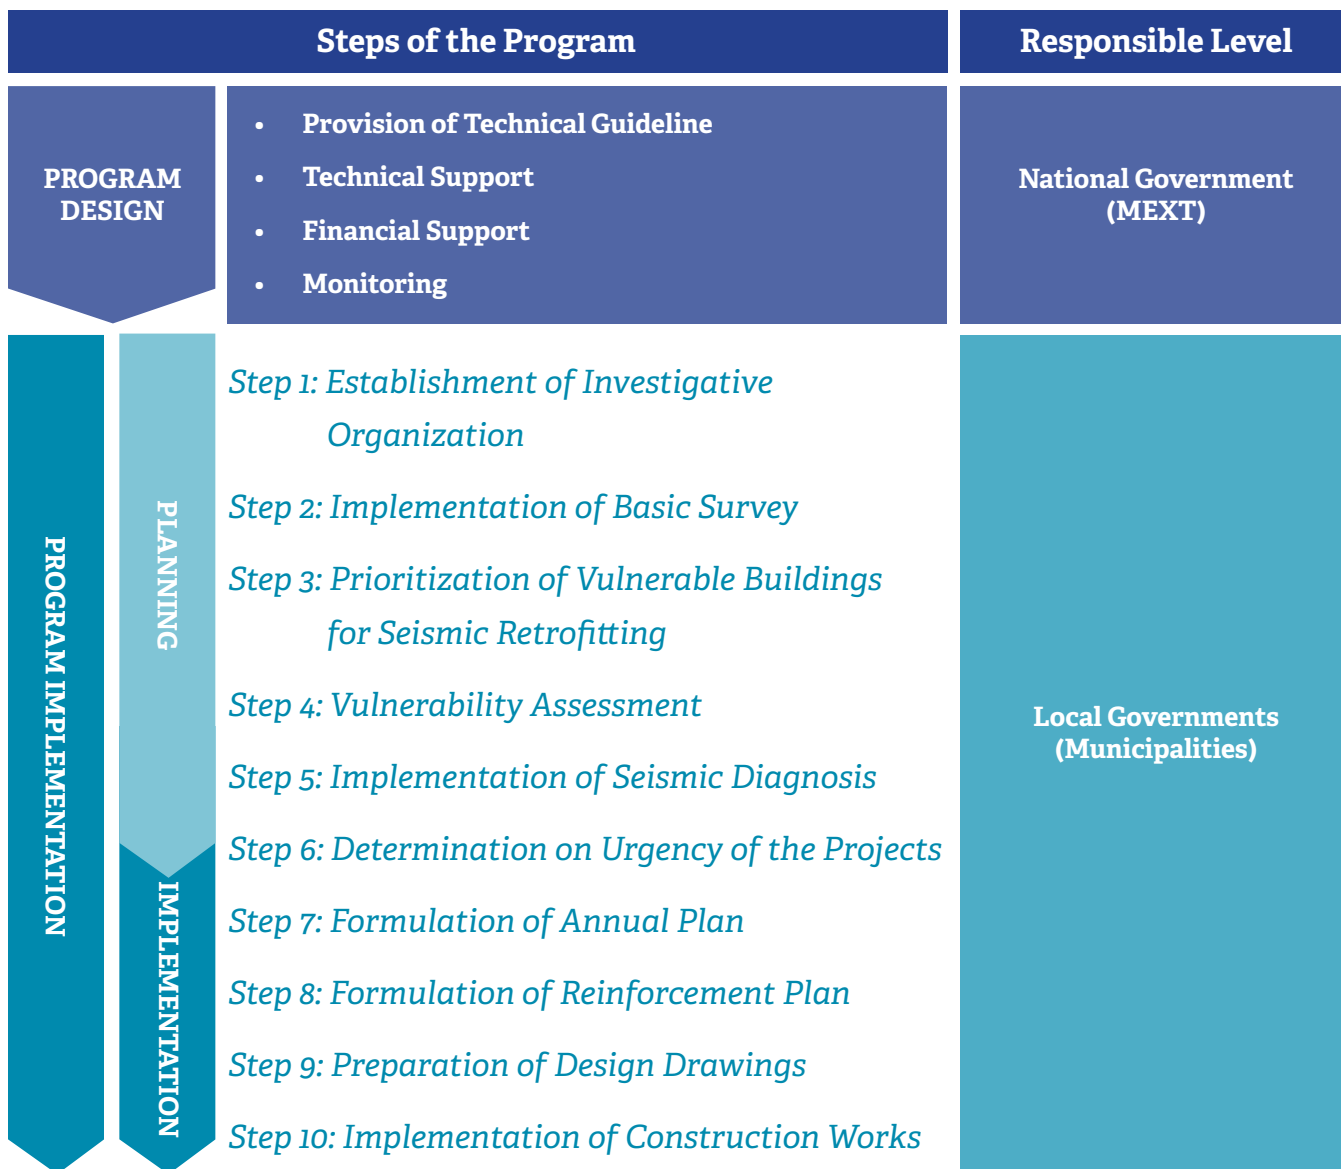 Steps of the Program
Responsible Level
PROGRAM
DESIGN
• Provision of Technical Guideline
• Technical Support
• Financial Support
• Monitoring
National Government
(MEXT)
PROGRAM IMPLEMENTATION
PLANNING
IMPLEMENTATION
Step 1: Establishment of Investigative
Organization
Step 2: Implementation of Basic Survey
Step 3: Prioritization of Vulnerable Buildings
for Seismic Retrofitting
Step 4: Vulnerability Assessment
Step 5: Implementation of Seismic Diagnosis
Step 6: Determination on Urgency of the Projects
Step 7: Formulation of Annual Plan
Step 8: Formulation of Reinforcement Plan
Step 9: Preparation of Design Drawings
Step 10: Implementation of Construction Works
Local Governments
(Municipalities)